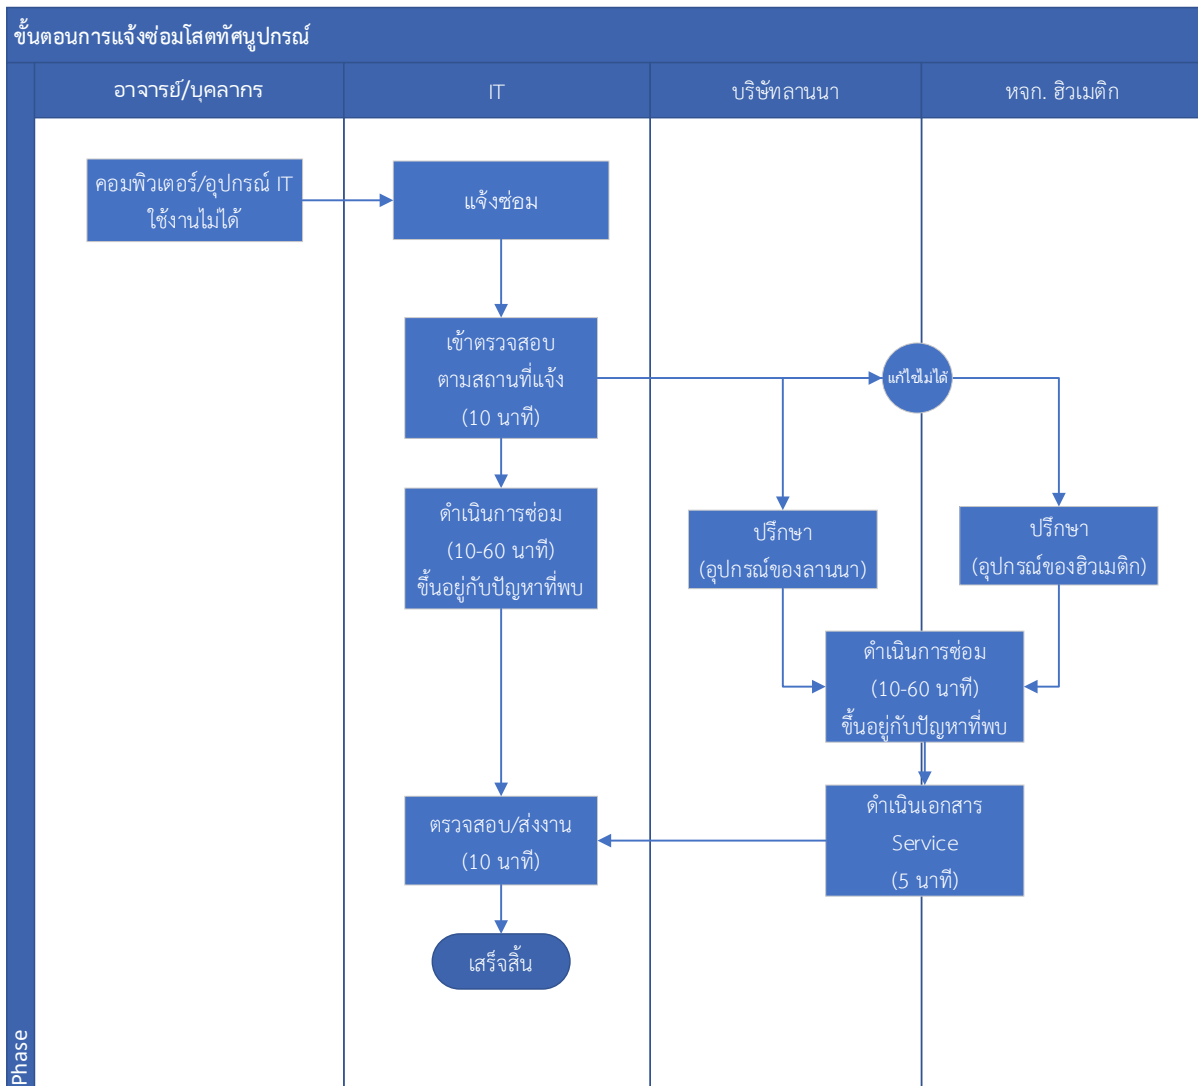 ขั้นตอนการแจ้งซ่อมโสตทัศนูปกรณ์
อาจารย์/บุคลากร
IT
บริษัทลานนา
หจก. ฮิวเมติก
คอมพิวเตอร์/อุปกรณ์ IT
ใช้งานไม่ได้
แจ้งซ่อม
เข้าตรวจสอบ
ตามสถานที่แจ้ง
(10 นาที)
แก้ไขไม่ได้
ดำเนินการซ่อม
(10-60 นาที)
ขึ้นอยู่กับปัญหาที่พบ
ปรึกษา
(อุปกรณ์ของลานนา)
ปรึกษา
(อุปกรณ์ของฮิวเมติก)
ดำเนินการซ่อม
(10-60 นาที)
ขึ้นอยู่กับปัญหาที่พบ
ตรวจสอบ/ส่งงาน
(10 นาที)
ดำเนินเอกสาร
Service
(5 นาที)
เสร็จสิ้น
Phase